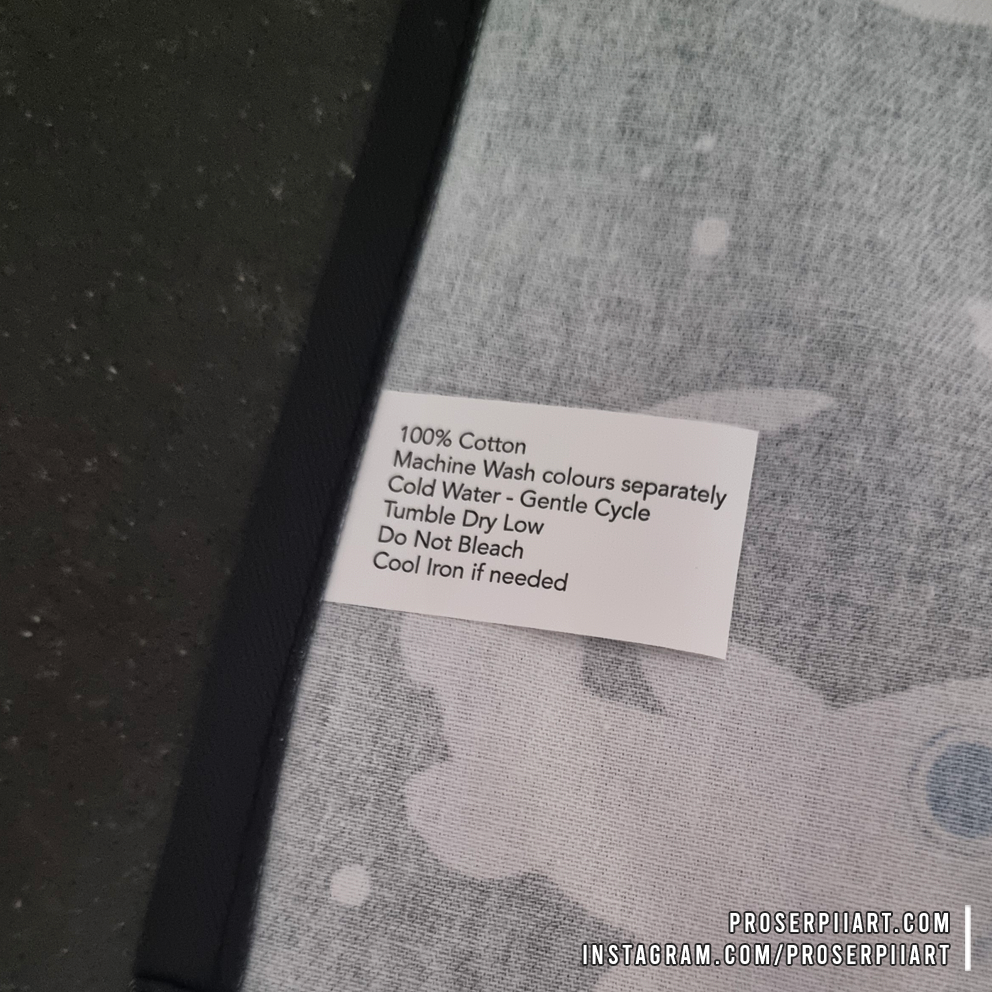 100% Cotton
Machine Wash colours separately
Cold Water - Gentle Cycle
Tumble Dry Low
Do Not Bleach
Cool Iron if needed
PROSERPIIART.COM
INSTAGRAM.COM/PROSERPIIART